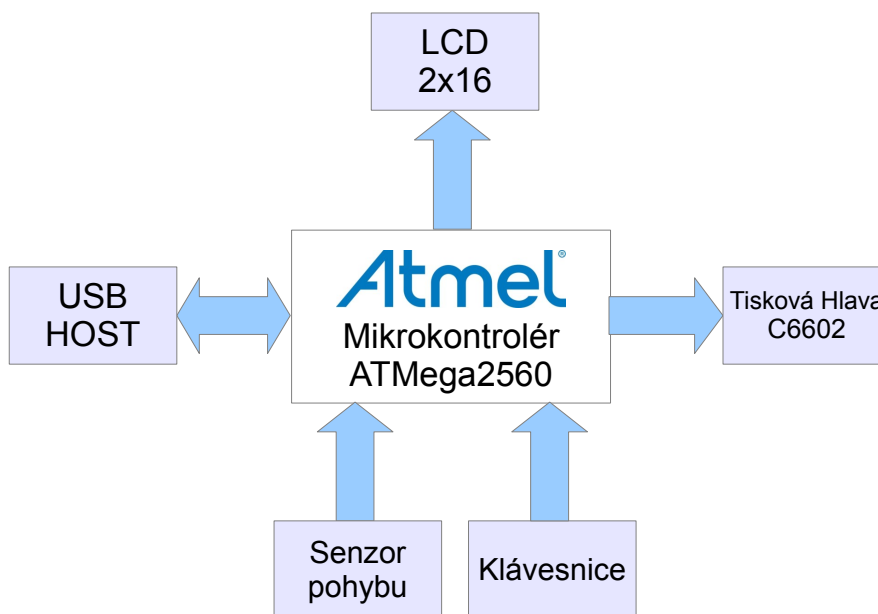 LCD
2x16
USB
HOST
Atmel®
Mikrokontrolér
ATMega2560
Tisková Hlava
C6602
Senzor
pohybu
Klávesnice